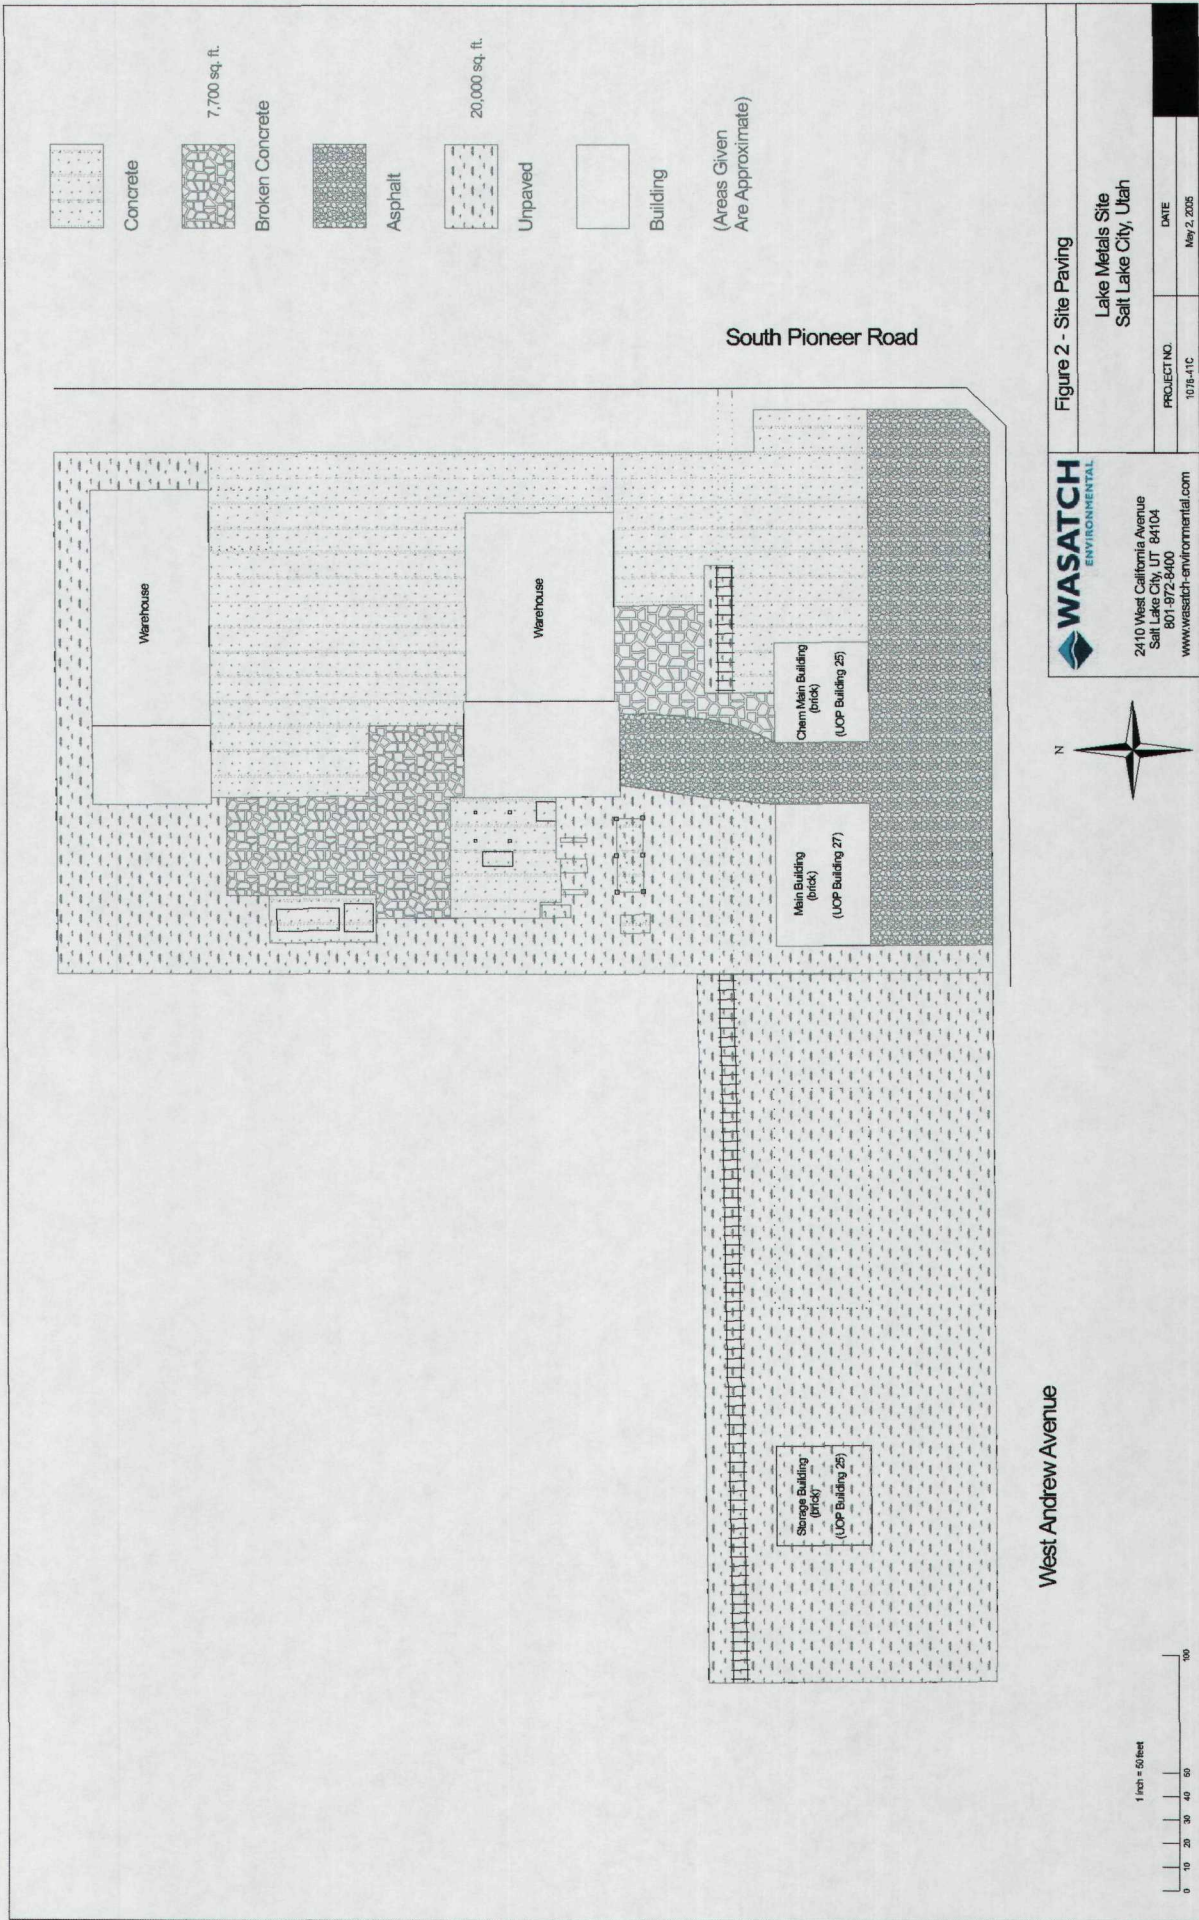 Concrete
7,700 sq. ft.
Broken Concrete
Asphalt
20,000 sq. ft.
Unpaved
Building
(Areas Given
Are Approximate)
South Pioneer Road
Warehouse
Warehouse
Chem Main Building
(brick)
(UOP Building 25)
Main Building
(brick)
(UOP Building 27)
Storage Building
(brick)
(UOP Building 25)
West Andrew Avenue
N
1 inch = 50 feet
0 10 20 30 40 50 100
WASATCH
ENVIRONMENTAL
2410 West California Avenue
Salt Lake City, UT 84104
801-972-8400
www.wasatch-environmental.com
Figure 2 - Site Paving
Lake Metals Site
Salt Lake City, Utah
PROJECT NO.
1076-41C
DATE
May 2, 2005